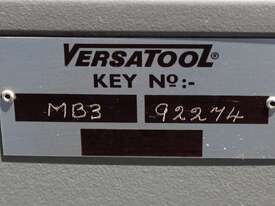 VERSATOOL®
KEY Nº:-
MB3 92274